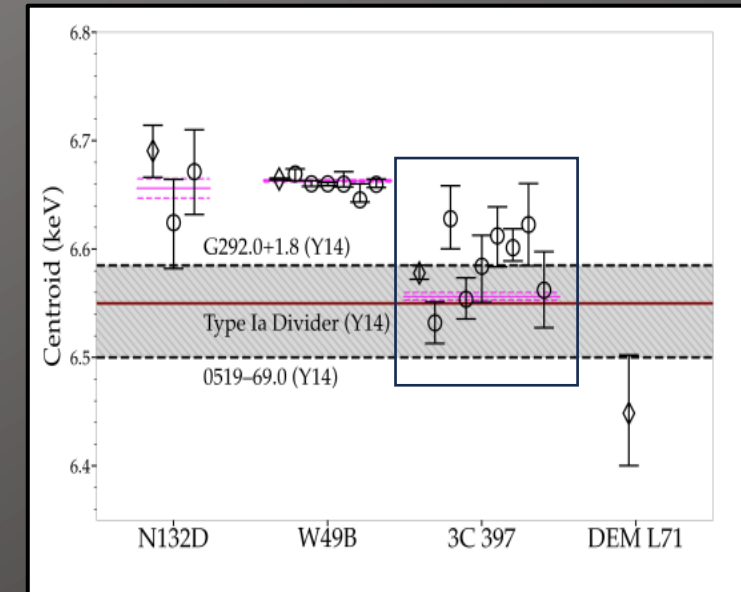 6.8
6.7
6.6
6.5
6.4
Centroid (keV)
G292.0+1.8 (Y14)
Type Ia Divider (Y14)
0519–69.0 (Y14)
N132D
W49B
3C 397
DEM L71